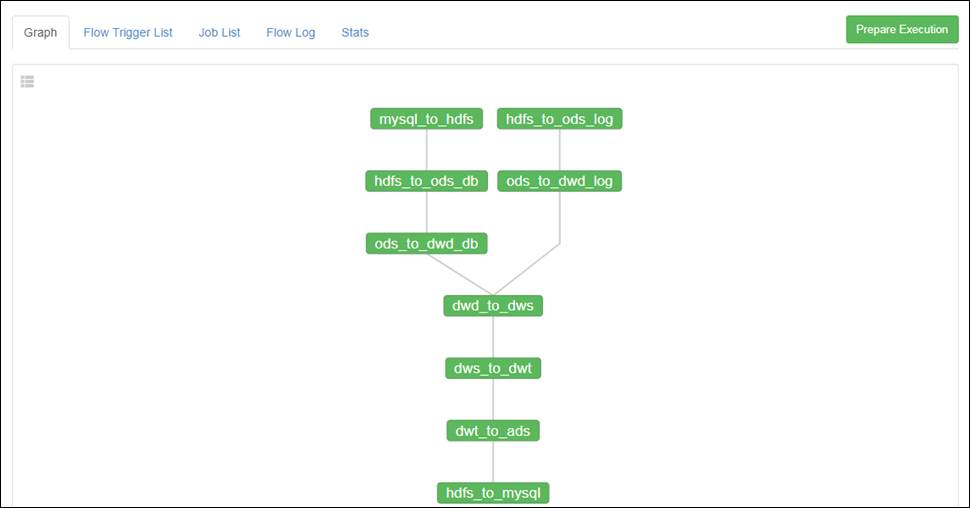 Graph Flow Trigger List Job List Flow Log Stats Prepare Execution
mysql_to_hdfs hdfs_to_ods_log
hdfs_to_ods_db ods_to_dwd_log
ods_to_dwd_db
dwd_to_dws
dws_to_dwt
dwt_to_ads
hdfs_to_mysql